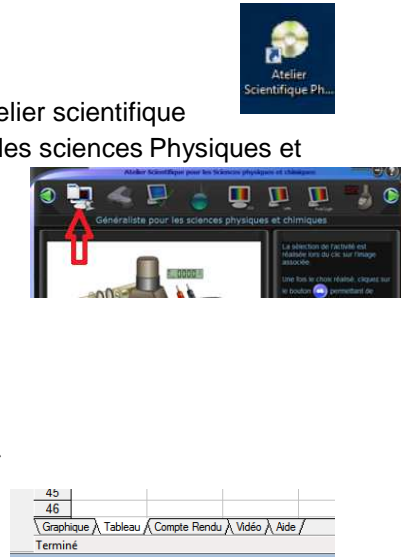 Atelier
Scientifique Ph...
elier scientifique
les sciences Physiques et
Atelier Scientifique pour les Sciences physiques et chimiques
Généraliste pour les sciences physiques et chimiques
La sélection de l'activité est
réalisée lors du clic sur l'image
associée.
Une fois le choix réalisé, cliquez sur
le bouton permettant de
45
46
Graphique Tableau Compte Rendu Vidéo Aide
Terminé